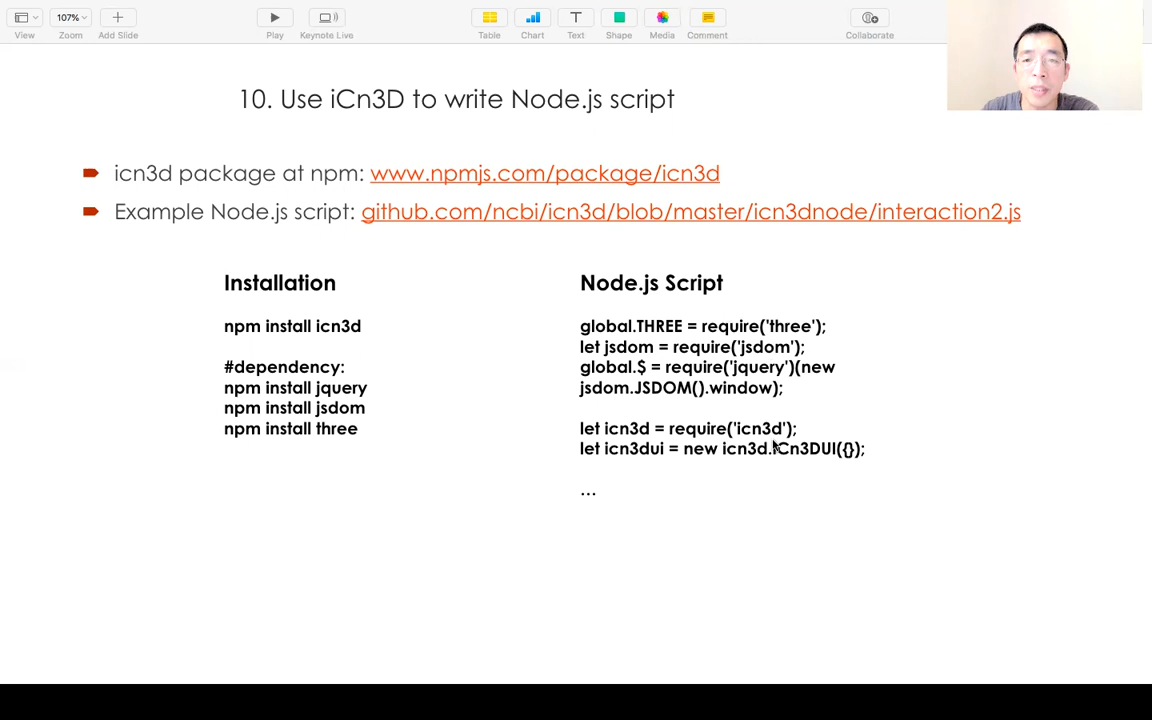 107%
View
Zoom
Add Slide
Play
Keynote Live
Table
Chart
Text
Shape
Media
Comment
Collaborate
10. Use iCn3D to write Node.js script
icn3d package at npm: www.npmjs.com/package/icn3d
Example Node.js script: github.com/ncbi/icn3d/blob/master/icn3dnode/interaction2.js
Installation
npm install icn3d
#dependency:
npm install jquery
npm install jsdom
npm install three
Node.js Script
global.THREE = require('three');
let jsdom = require('jsdom');
global.$ = require('jquery')(new
jsdom.JSDOM().window);
let icn3d = require('icn3d');
let icn3dui = new icn3d.iCn3DUI({});
...